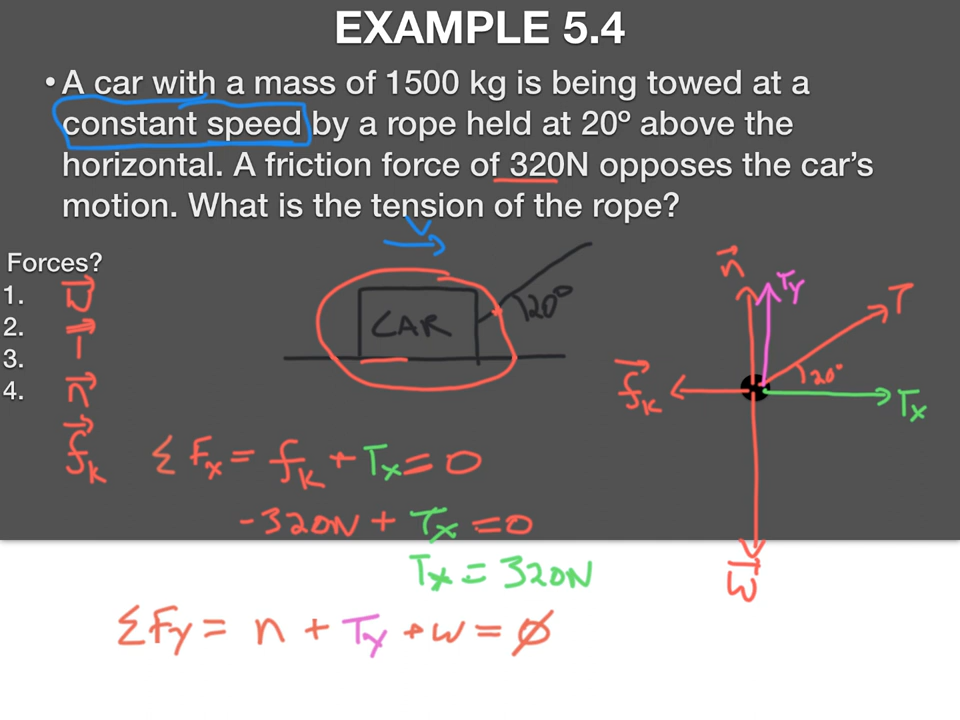 EXAMPLE 5.4
• A car with a mass of 1500 kg is being towed at a
constant speed by a rope held at 20º above the
horizontal. A friction force of 320N opposes the car's
motion. What is the tension of the rope?
V
Forces?
1. w
2. T
3. n
4. fk
CAR
20°
n
Ty
T
20°
fk
Tx
w
Σ Fx = fk + Tx = 0
-320N + Tx = 0
Tx = 320N
ΣFy = n + Ty + w = 0